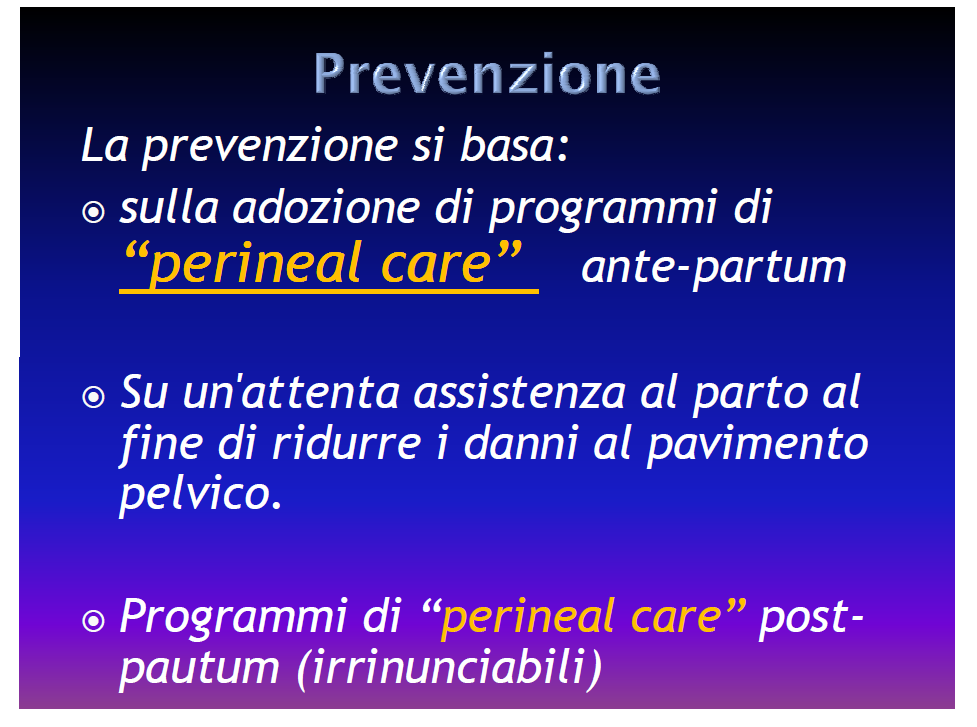 Prevenzione
La prevenzione si basa:
sulla adozione di programmi di
“perineal care” ante-partum
Su un'attenta assistenza al parto al
fine di ridurre i danni al pavimento
pelvico.
Programmi di “perineal care” post-
pautum (irrinunciabili)